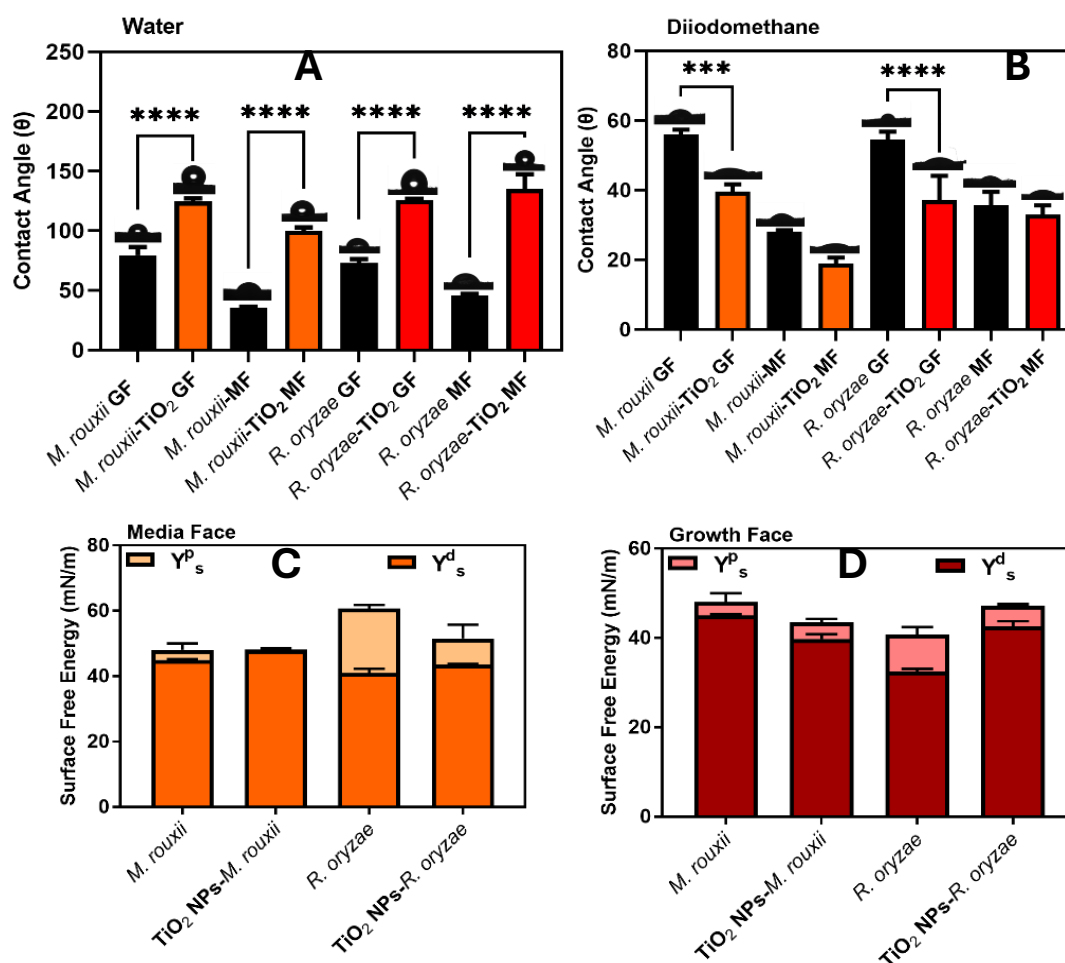 Water
A
Contact Angle (θ)
250
200
150
100
50
0
****
****
****
****
M. rouxii GF
M. rouxii-TiO₂ GF
M. rouxii-MF
M. rouxii-TiO₂ MF
R. oryzae GF
R. oryzae-TiO₂ GF
R. oryzae MF
R. oryzae-TiO₂ MF
Diiodomethane
B
Contact Angle (θ)
80
60
40
20
0
***
****
M. rouxii GF
M. rouxii-TiO₂ GF
M. rouxii-MF
M. rouxii-TiO₂ MF
R. oryzae GF
R. oryzae-TiO₂ GF
R. oryzae MF
R. oryzae-TiO₂ MF
Media Face
C
Surface Free Energy (mN/m)
80
60
40
20
0
Yᵖₛ
Yᵈₛ
M. rouxii
TiO₂ NPs-M. rouxii
R. oryzae
TiO₂ NPs-R. oryzae
Growth Face
D
Surface Free Energy (mN/m)
60
40
20
0
Yᵖₛ
Yᵈₛ
M. rouxii
TiO₂ NPs-M. rouxii
R. oryzae
TiO₂ NPs-R. oryzae